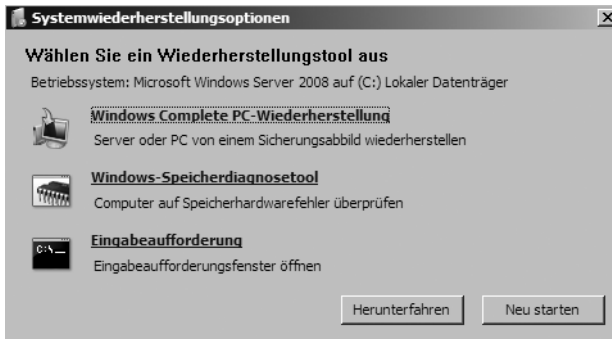 Systemwiederherstellungsoptionen
Wählen Sie ein Wiederherstellungstool aus
Betriebssystem: Microsoft Windows Server 2008 auf (C:) Lokaler Datenträger
Windows Complete PC-Wiederherstellung
Server oder PC von einem Sicherungsabbild wiederherstellen
Windows-Speicherdiagnosetool
Computer auf Speicherhardwarefehler überprüfen
C:\_
Eingabeaufforderung
Eingabeaufforderungsfenster öffnen
Herunterfahren
Neu starten